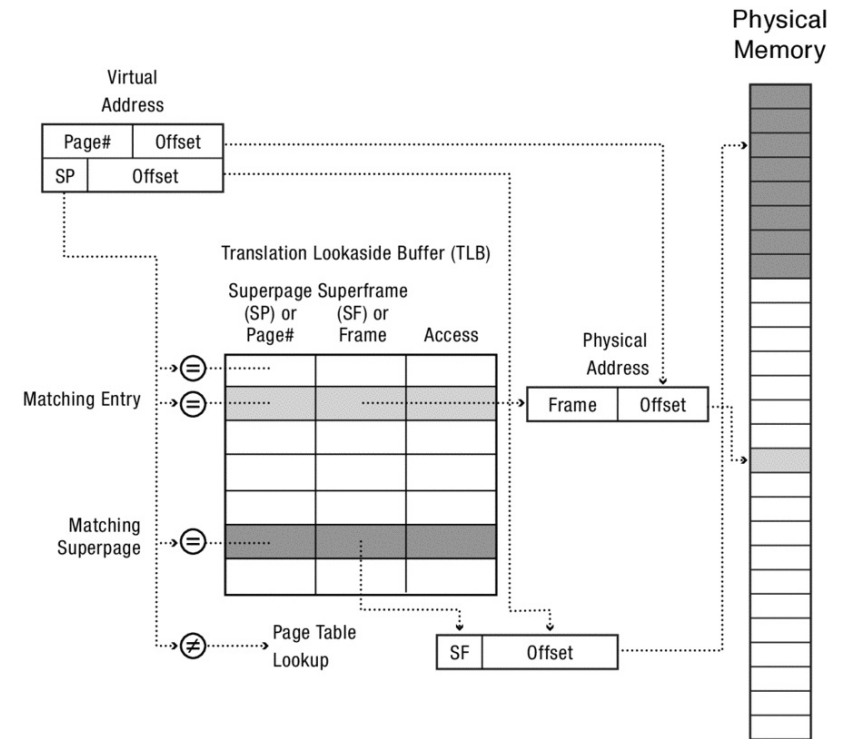 Physical
Memory
Virtual
Address
Page# Offset
SP Offset
Translation Lookaside Buffer (TLB)
Superpage Superframe
(SP) or (SF) or
Page# Frame Access
Physical
Address
=
Matching Entry = Frame Offset
Matching
Superpage =
≠ Page Table
Lookup
SF Offset